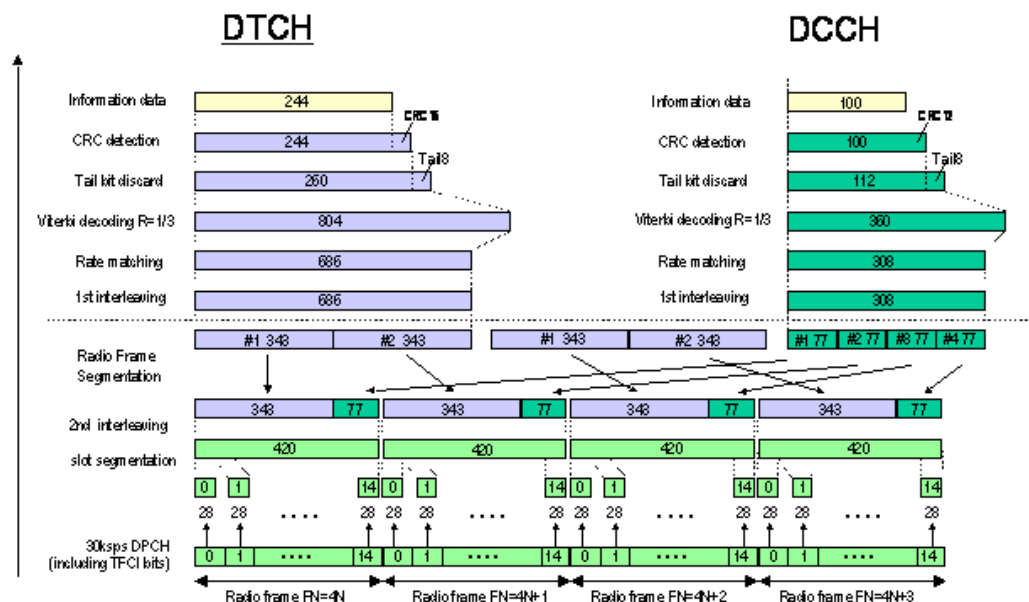 DTCH DCCH
Information data 244 Information data 100
CRC16 CRC12
CRC detection 244 CRC detection 100
Tail8 Tail8
Tail bit discard 260 Tail bit discard 112
Viterbi decoding R=1/3 804 Viterbi decoding R=1/3 360
Rate matching 686 Rate matching 308
1st interleaving 686 1st interleaving 308
#1 343 #2 343 #1 343 #2 343 #1 77 #2 77 #3 77 #4 77
Radio Frame
Segmentation
343 77 343 77 343 77 343 77
2nd interleaving
420 420 420 420
slot segmentation
0 1 14 0 1 14 0 1 14 0 1 14
28 28 .... 28 28 28 .... 28 28 28 .... 28 28 28 .... 28
30ksps DPCH
(including TFCI bits)
0 1 .... 14 0 1 .... 14 0 1 .... 14 0 1 .... 14
Radio frame FN=4N Radio frame FN=4N+1 Radio frame FN=4N+2 Radio frame FN=4N+3